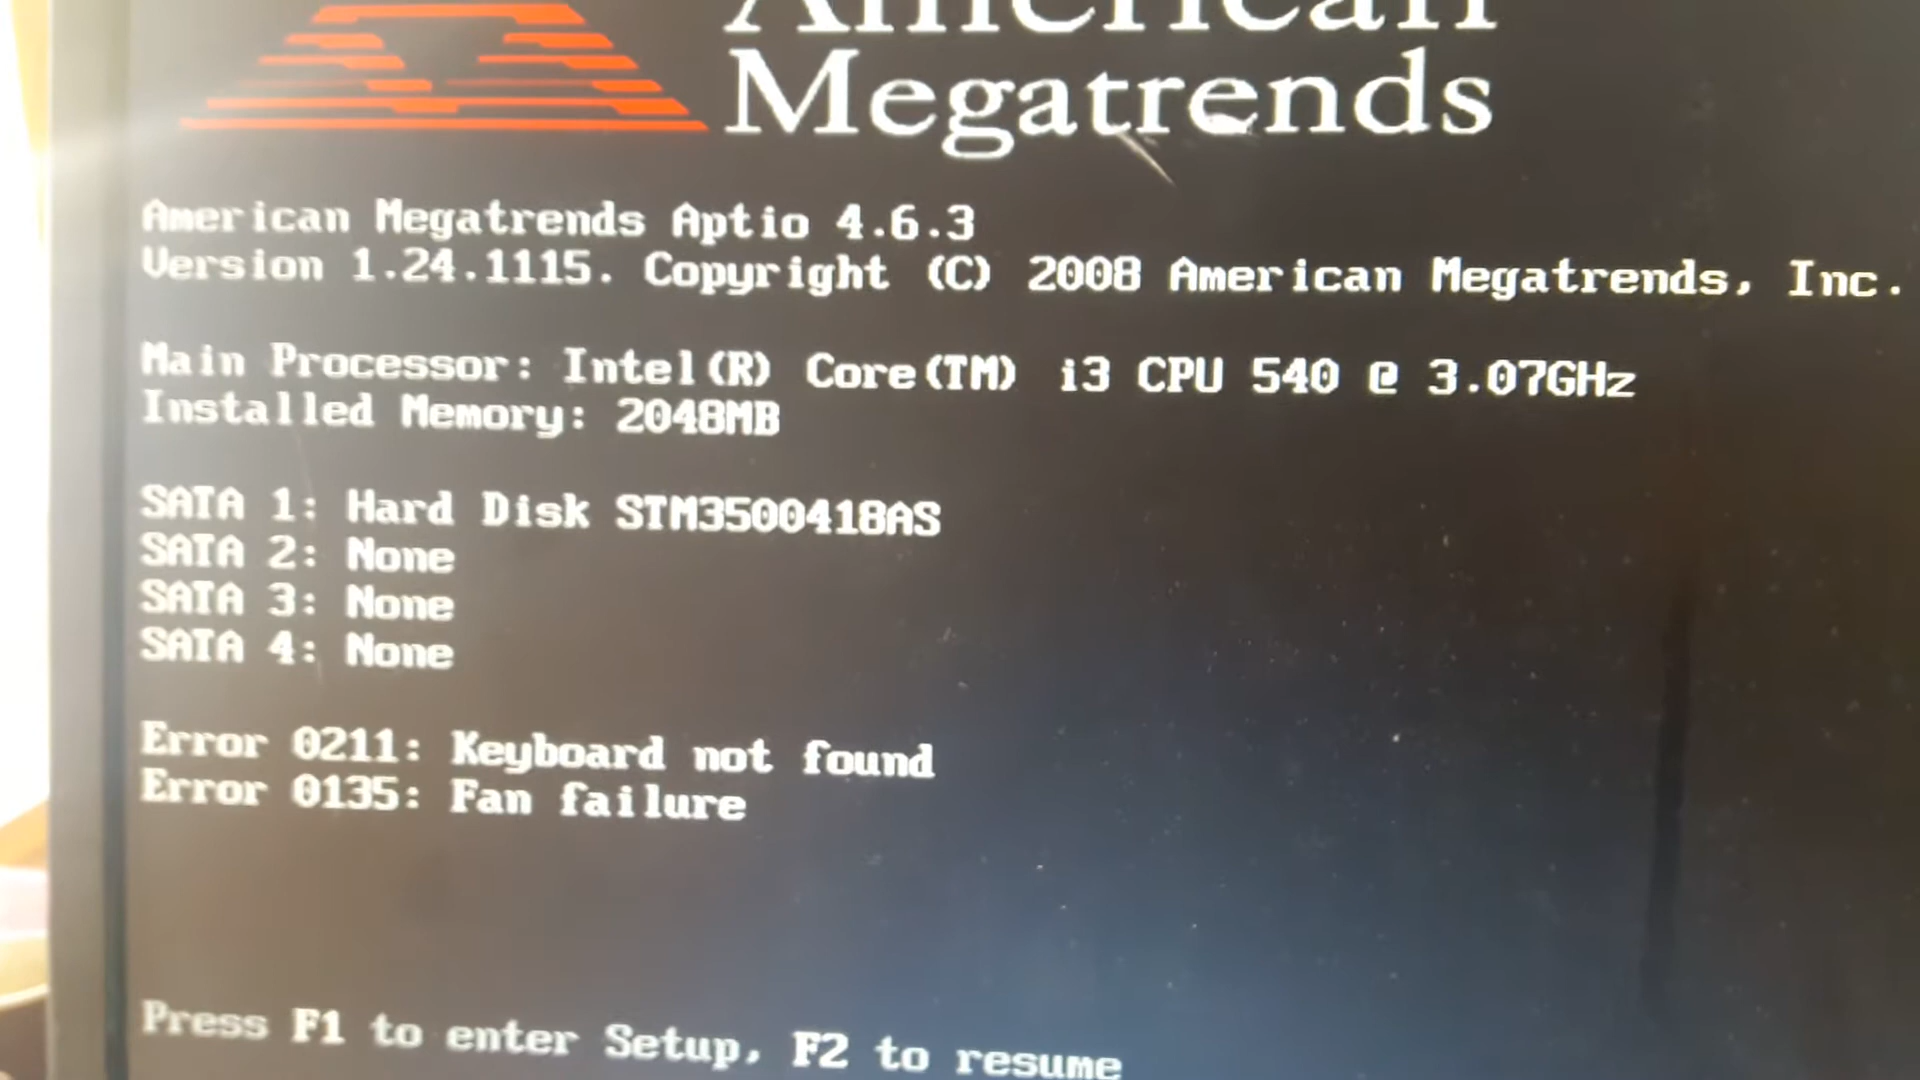 American
Megatrends
American Megatrends Aptio 4.6.3
Version 1.24.1115. Copyright (C) 2008 American Megatrends, Inc.
Main Processor: Intel(R) Core(TM) i3 CPU 540 @ 3.07GHz
Installed Memory: 2048MB
SATA 1: Hard Disk STM3500418AS
SATA 2: None
SATA 3: None
SATA 4: None
Error 0211: Keyboard not found
Error 0135: Fan failure
Press F1 to enter Setup, F2 to resume